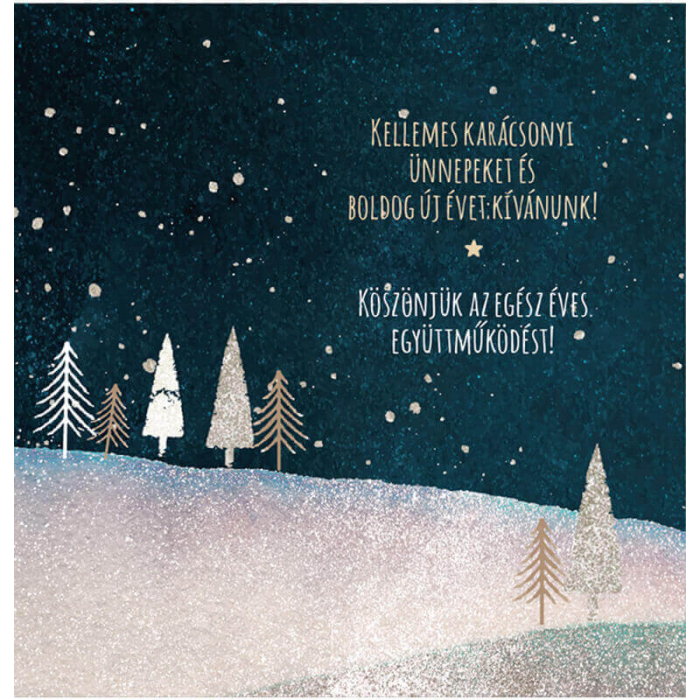 KELLEMES KARÁCSONYI
ÜNNEPEKET ÉS
BOLDOG ÚJ ÉVET KÍVÁNUNK!
KÖSZÖNJÜK AZ EGÉSZ ÉVES
EGYÜTTMŰKÖDÉST!